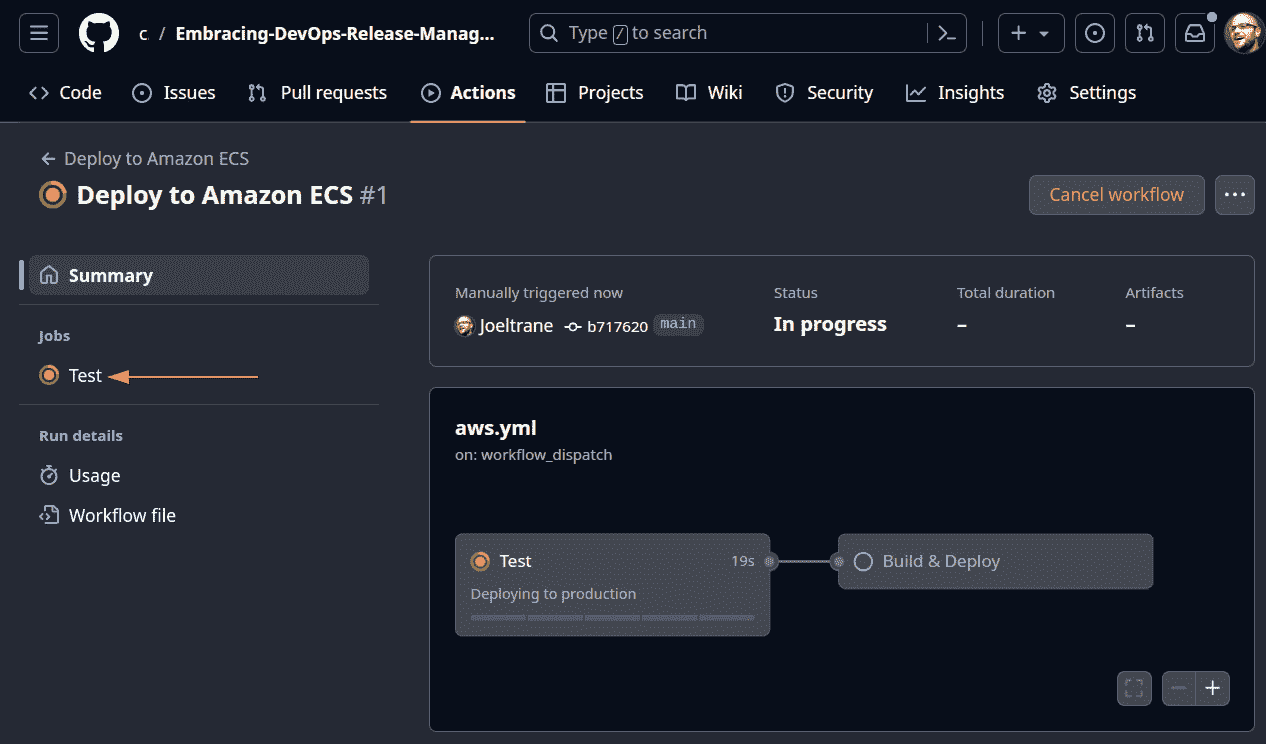 c / Embracing-DevOps-Release-Manag...
Type / to search
Code Issues Pull requests Actions Projects Wiki Security Insights Settings
Deploy to Amazon ECS
Deploy to Amazon ECS #1
Cancel workflow
Summary
Jobs
Test
Run details
Usage
Workflow file
Manually triggered now
Joeltrane b717620 main
Status
In progress
Total duration
–
Artifacts
–
aws.yml
on: workflow_dispatch
Test 19s
Deploying to production
Build & Deploy